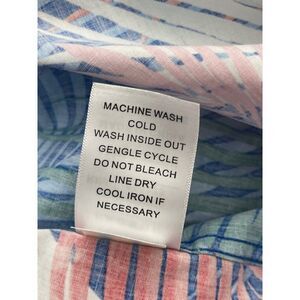 MACHINE WASH
COLD
WASH INSIDE OUT
GENGLE CYCLE
DO NOT BLEACH
LINE DRY
COOL IRON IF
NECESSARY